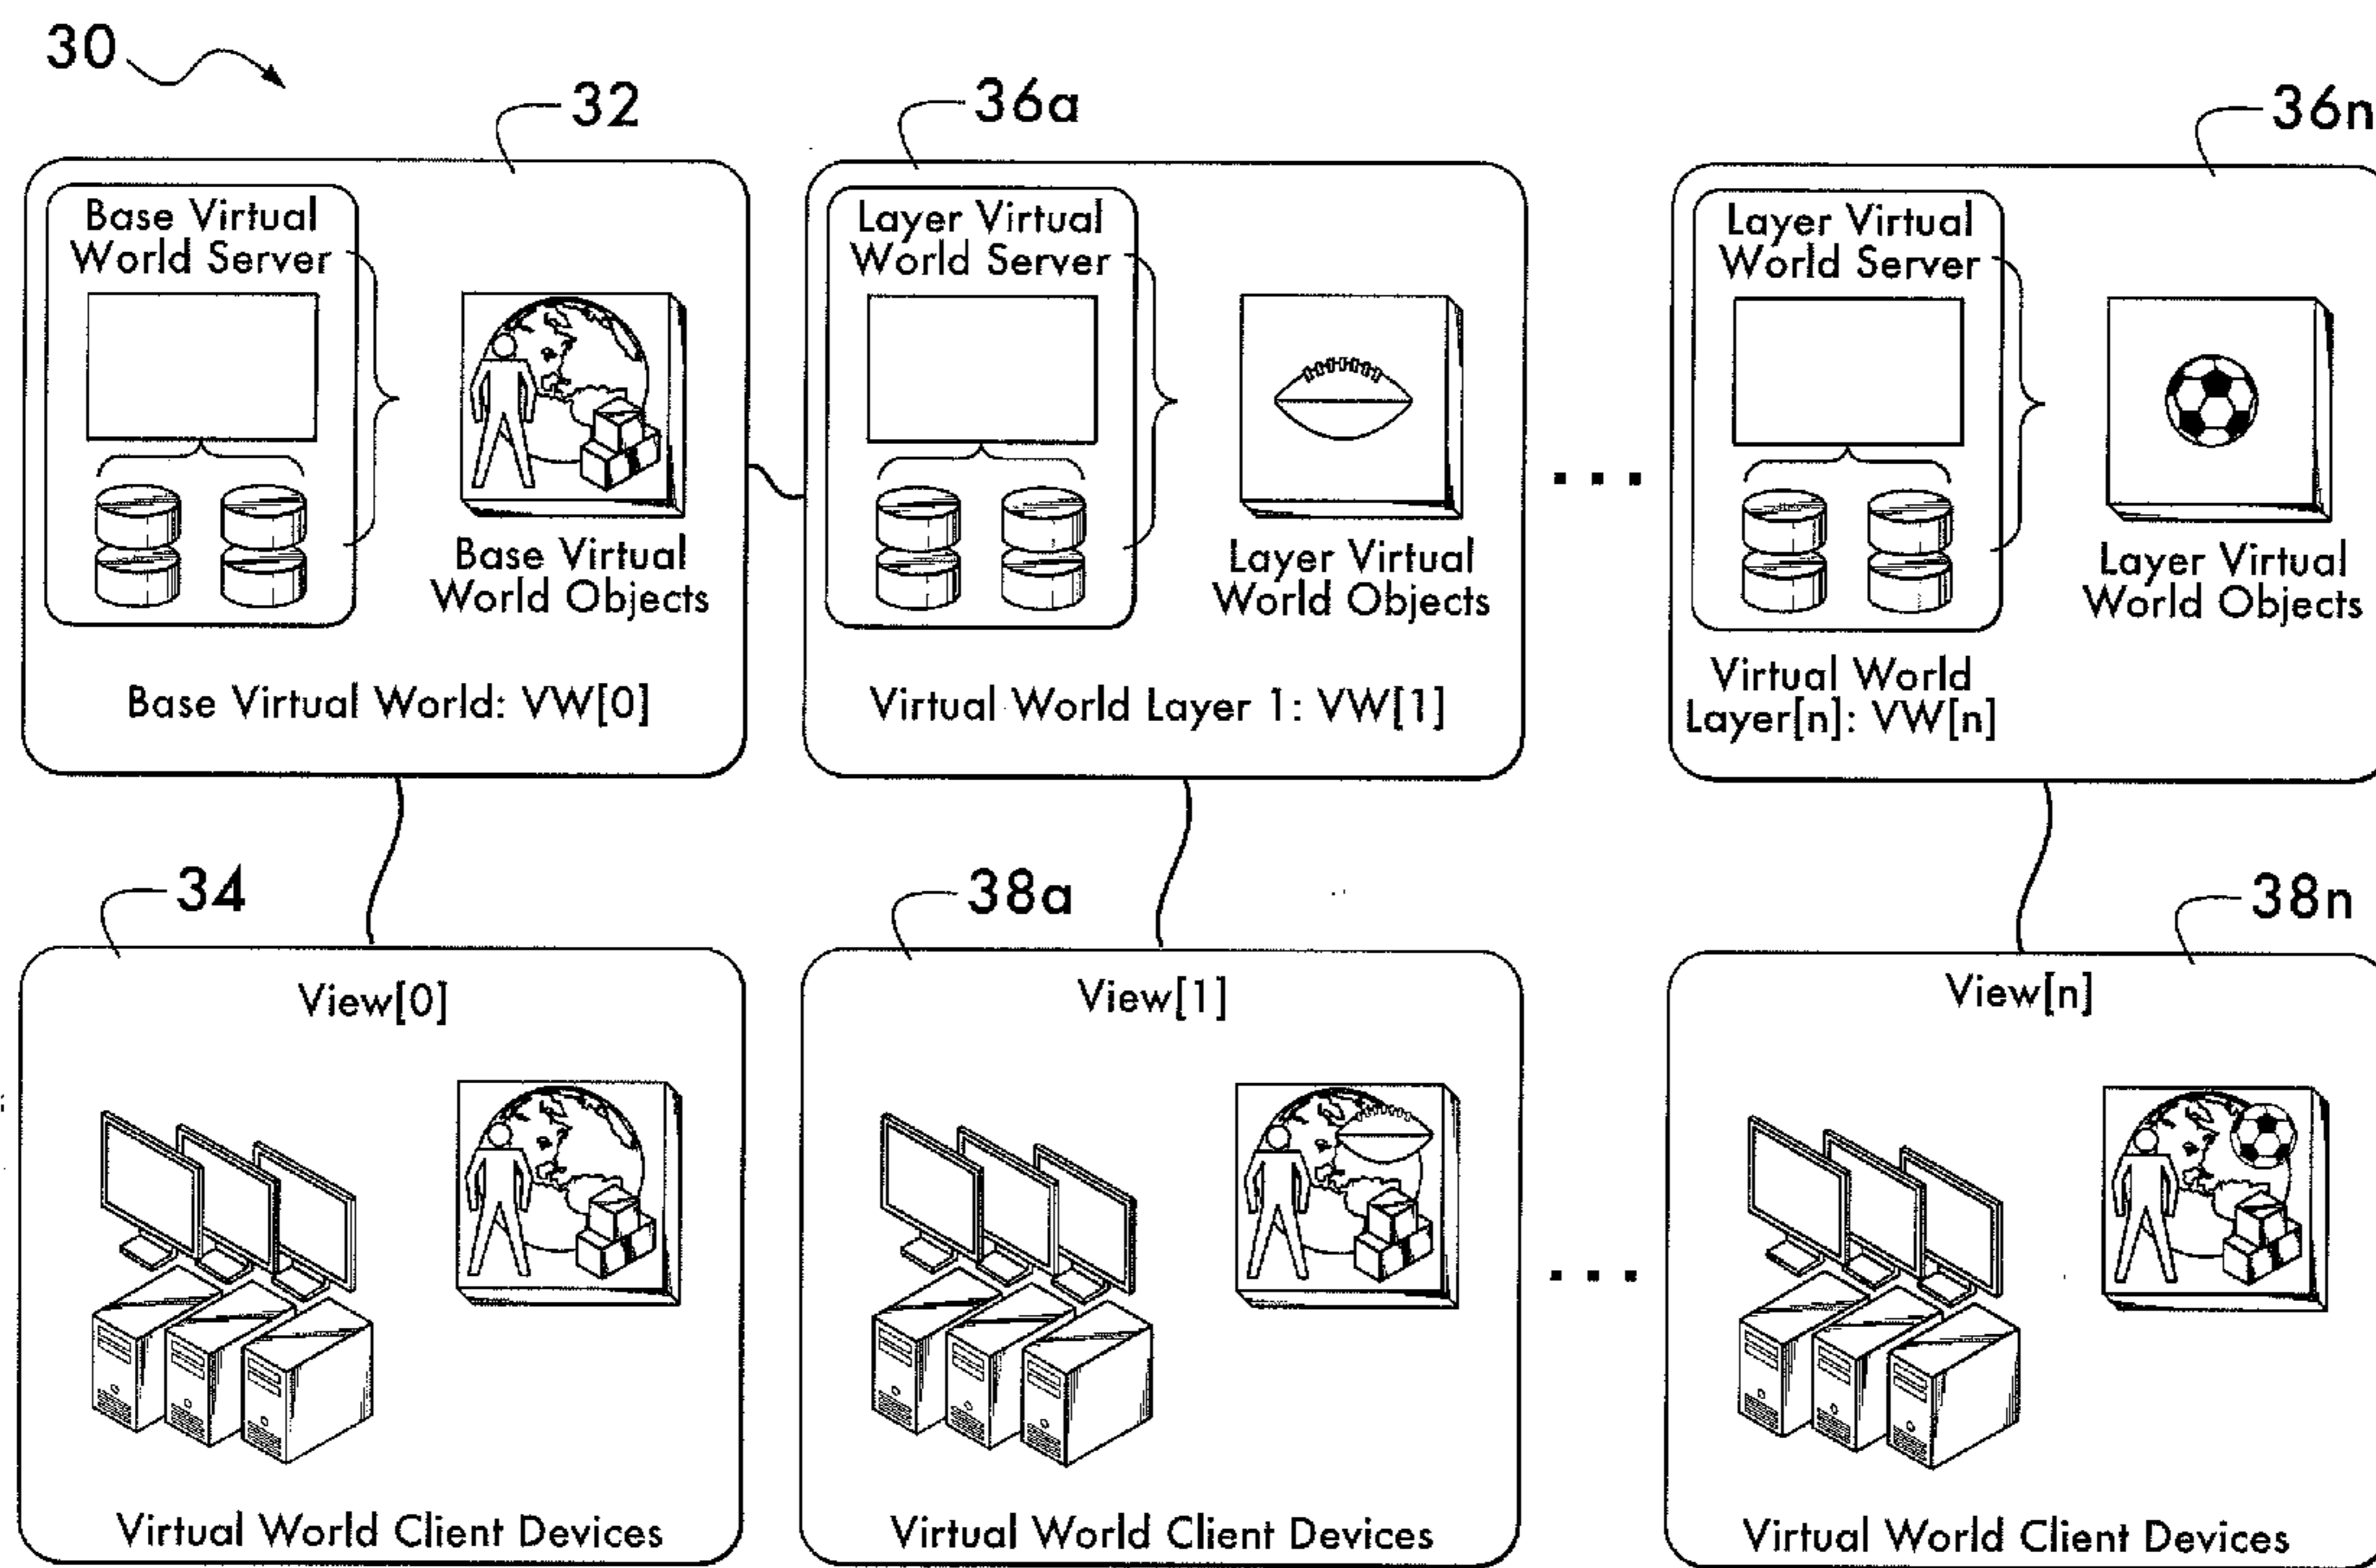 30
32
36a
36n
Base Virtual
World Server
Base Virtual
World Objects
Base Virtual World: VW[0]
Layer Virtual
World Server
Layer Virtual
World Objects
Virtual World Layer 1: VW[1]
...
Layer Virtual
World Server
Layer Virtual
World Objects
Virtual World
Layer[n]: VW[n]
34
38a
38n
View[0]
Virtual World Client Devices
View[1]
Virtual World Client Devices
...
View[n]
Virtual World Client Devices